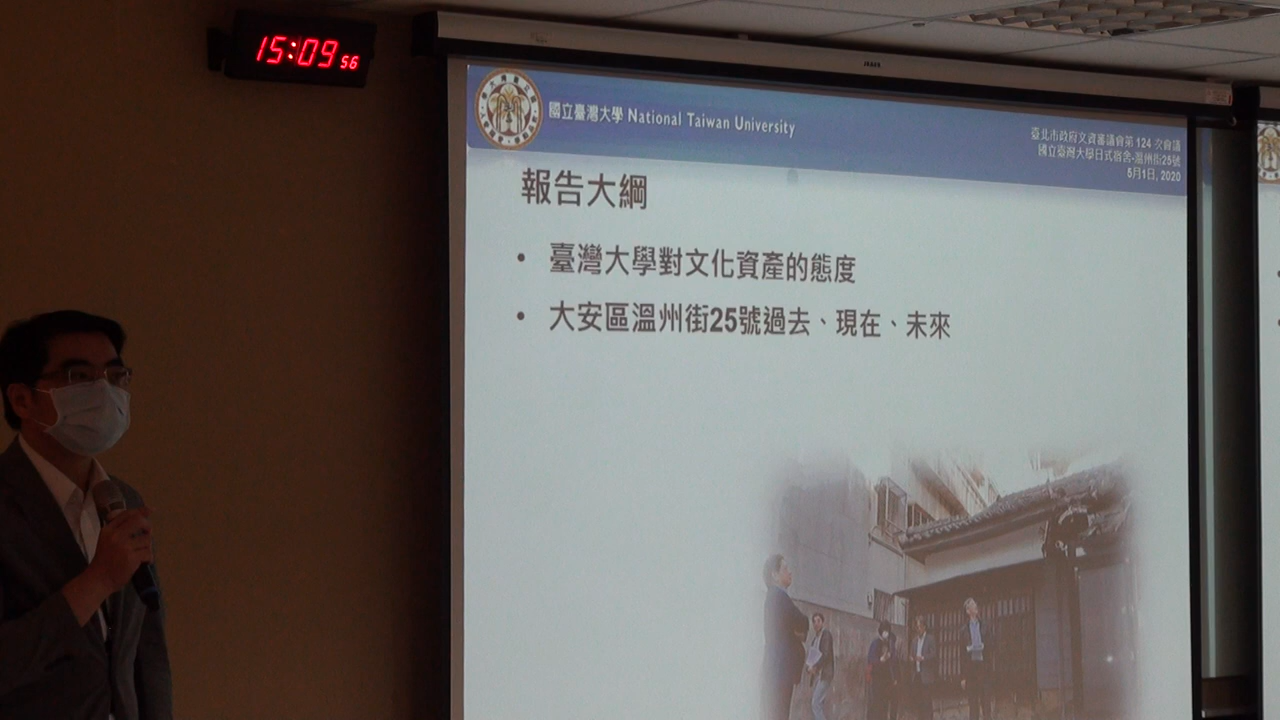 15:09 56
國立臺灣大學 National Taiwan University
臺北市政府文資審議會第 124 次會議
國立臺灣大學日式宿舍-溫州街25號
5月1日, 2020
報告大綱
• 臺灣大學對文化資產的態度
• 大安區溫州街25號過去、現在、未來